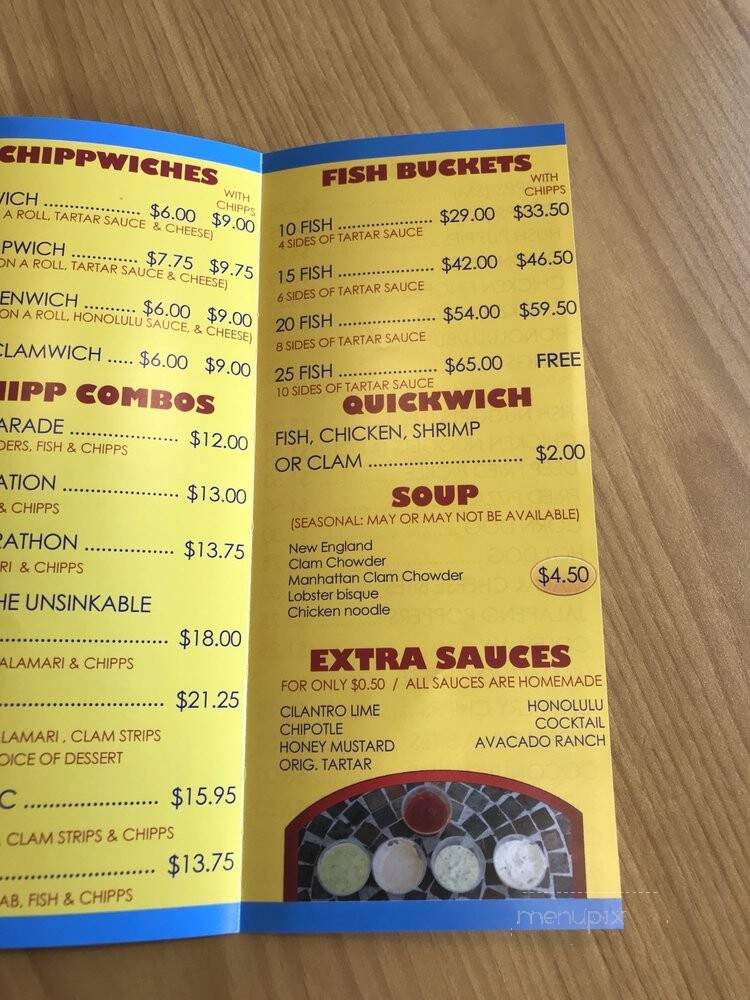 CHIPPWICHES
WITH
CHIPPS
WICH .................. $6.00 $9.00
A ROLL, TARTAR SAUCE & CHEESE)
PWICH .............. $7.75 $9.75
ON A ROLL, TARTAR SAUCE & CHEESE)
ENWICH .......... $6.00 $9.00
ON A ROLL, HONOLULU SAUCE, & CHEESE)
CLAMWICH ..... $6.00 $9.00
HIPP COMBOS
ARADE ...................... $12.00
DERS, FISH & CHIPPS
ATION ....................... $13.00
& CHIPPS
RATHON ................ $13.75
RI & CHIPPS
HE UNSINKABLE
................................. $18.00
ALAMARI & CHIPPS
................................. $21.25
LAMARI , CLAM STRIPS
OICE OF DESSERT
C ........................... $15.95
, CLAM STRIPS & CHIPPS
................................ $13.75
AB, FISH & CHIPPS
FISH BUCKETS
WITH
CHIPPS
10 FISH .................. $29.00 $33.50
4 SIDES OF TARTAR SAUCE
15 FISH .................. $42.00 $46.50
6 SIDES OF TARTAR SAUCE
20 FISH .................. $54.00 $59.50
8 SIDES OF TARTAR SAUCE
25 FISH .................... $65.00 FREE
10 SIDES OF TARTAR SAUCE
QUICKWICH
FISH, CHICKEN, SHRIMP
OR CLAM ............................ $2.00
SOUP
(SEASONAL: MAY OR MAY NOT BE AVAILABLE)
New England
Clam Chowder
Manhattan Clam Chowder $4.50
Lobster bisque
Chicken noodle
EXTRA SAUCES
FOR ONLY $0.50 / ALL SAUCES ARE HOMEMADE
CILANTRO LIME HONOLULU
CHIPOTLE COCKTAIL
HONEY MUSTARD AVACADO RANCH
ORIG. TARTAR
menupix